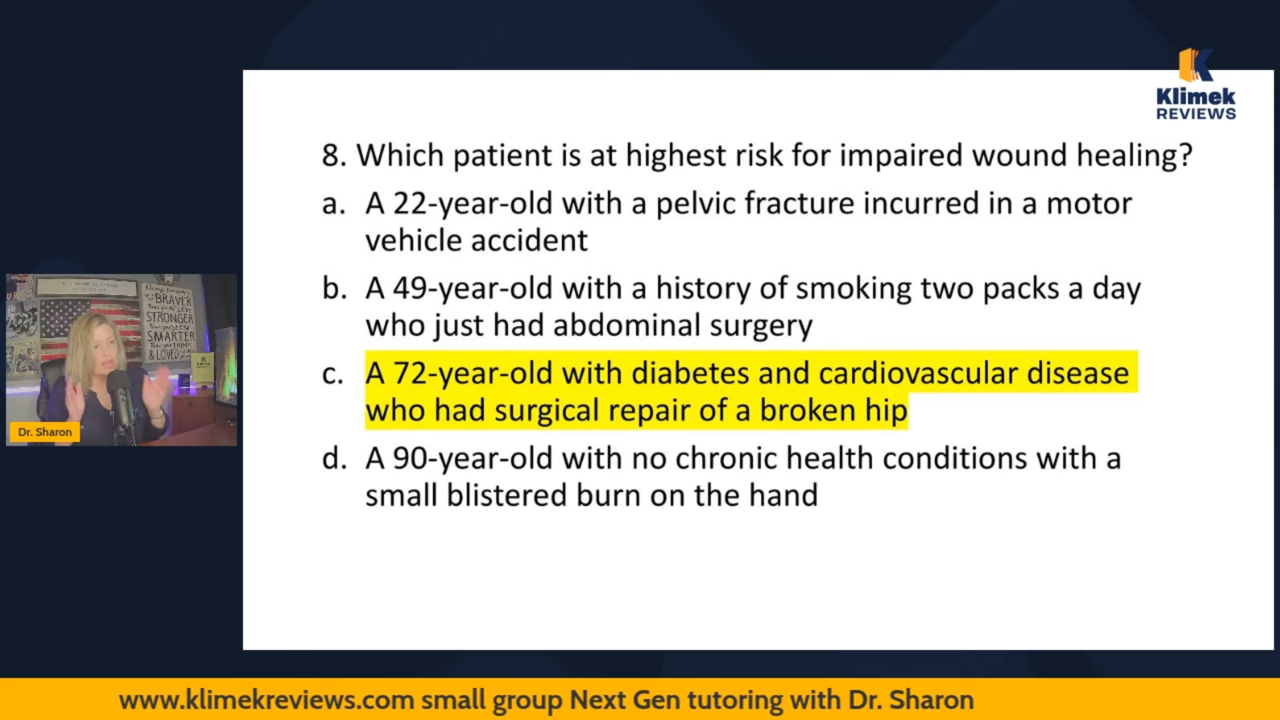 Klimek
REVIEWS
8. Which patient is at highest risk for impaired wound healing?
a. A 22-year-old with a pelvic fracture incurred in a motor
vehicle accident
b. A 49-year-old with a history of smoking two packs a day
who just had abdominal surgery
c. A 72-year-old with diabetes and cardiovascular disease
who had surgical repair of a broken hip
d. A 90-year-old with no chronic health conditions with a
small blistered burn on the hand
BRAVER
STRONGER
SMARTER
& LOVED
Dr. Sharon
www.klimekreviews.com small group Next Gen tutoring with Dr. Sharon